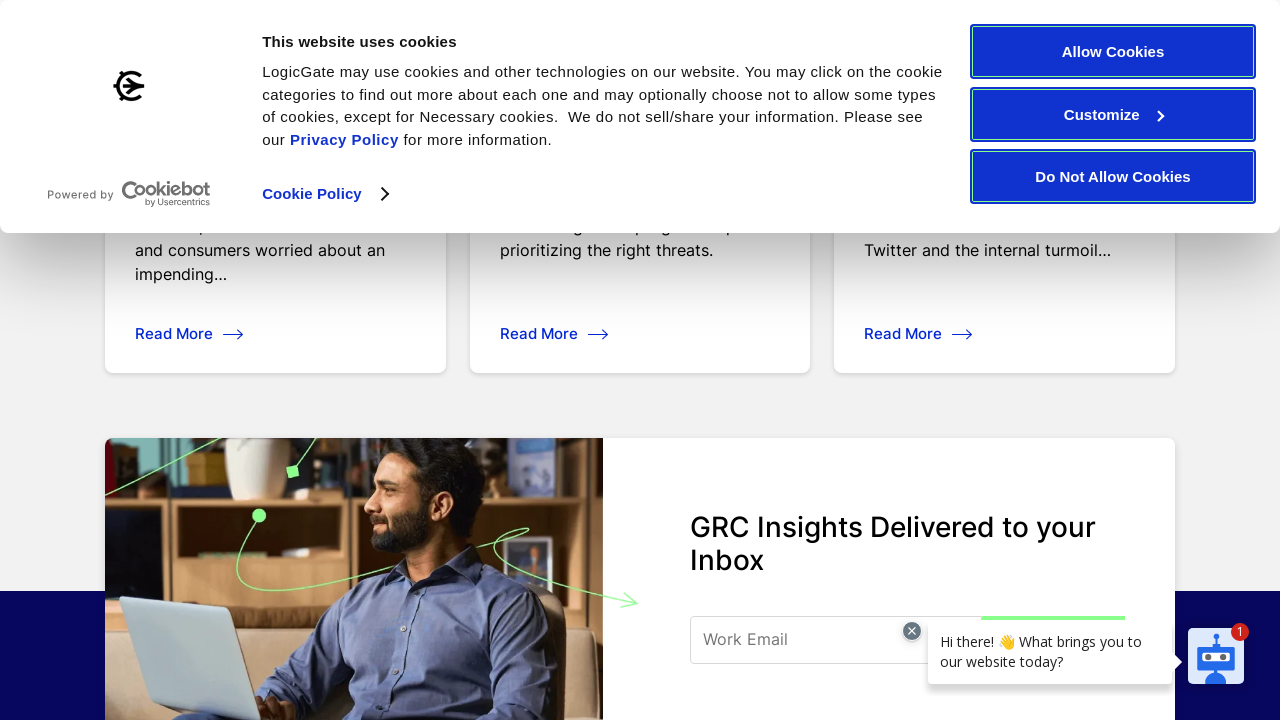 This website uses cookies
LogicGate may use cookies and other technologies on our website. You may click on the cookie
categories to find out more about each one and may optionally choose not to allow some types
of cookies, except for Necessary cookies.  We do not sell/share your information. Please see
our Privacy Policy for more information.
Cookie Policy
Powered by Cookiebot
by Usercentrics
Allow Cookies
Customize
Do Not Allow Cookies
and consumers worried about an
impending...
Read More
prioritizing the right threats.
Read More
Twitter and the internal turmoil...
Read More
GRC Insights Delivered to your
Inbox
Work Email
Hi there! 👋 What brings you to
our website today?
1